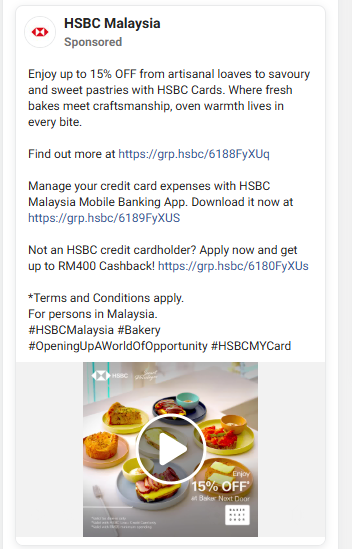 HSBC Malaysia
Sponsored
Enjoy up to 15% OFF from artisanal loaves to savoury
and sweet pastries with HSBC Cards. Where fresh
bakes meet craftsmanship, oven warmth lives in
every bite.
Find out more at https://grp.hsbc/6188FyXUq
Manage your credit card expenses with HSBC
Malaysia Mobile Banking App. Download it now at
https://grp.hsbc/6189FyXUS
Not an HSBC credit cardholder? Apply now and get
up to RM400 Cashback! https://grp.hsbc/6180FyXUs
*Terms and Conditions apply.
For persons in Malaysia.
#HSBCMalaysia #Bakery
#OpeningUpAWorldOfOpportunity #HSBCMYCard
HSBC
Enjoy
15% OFF*
at Baker Next Door
BAKER
NEXT
DOOR